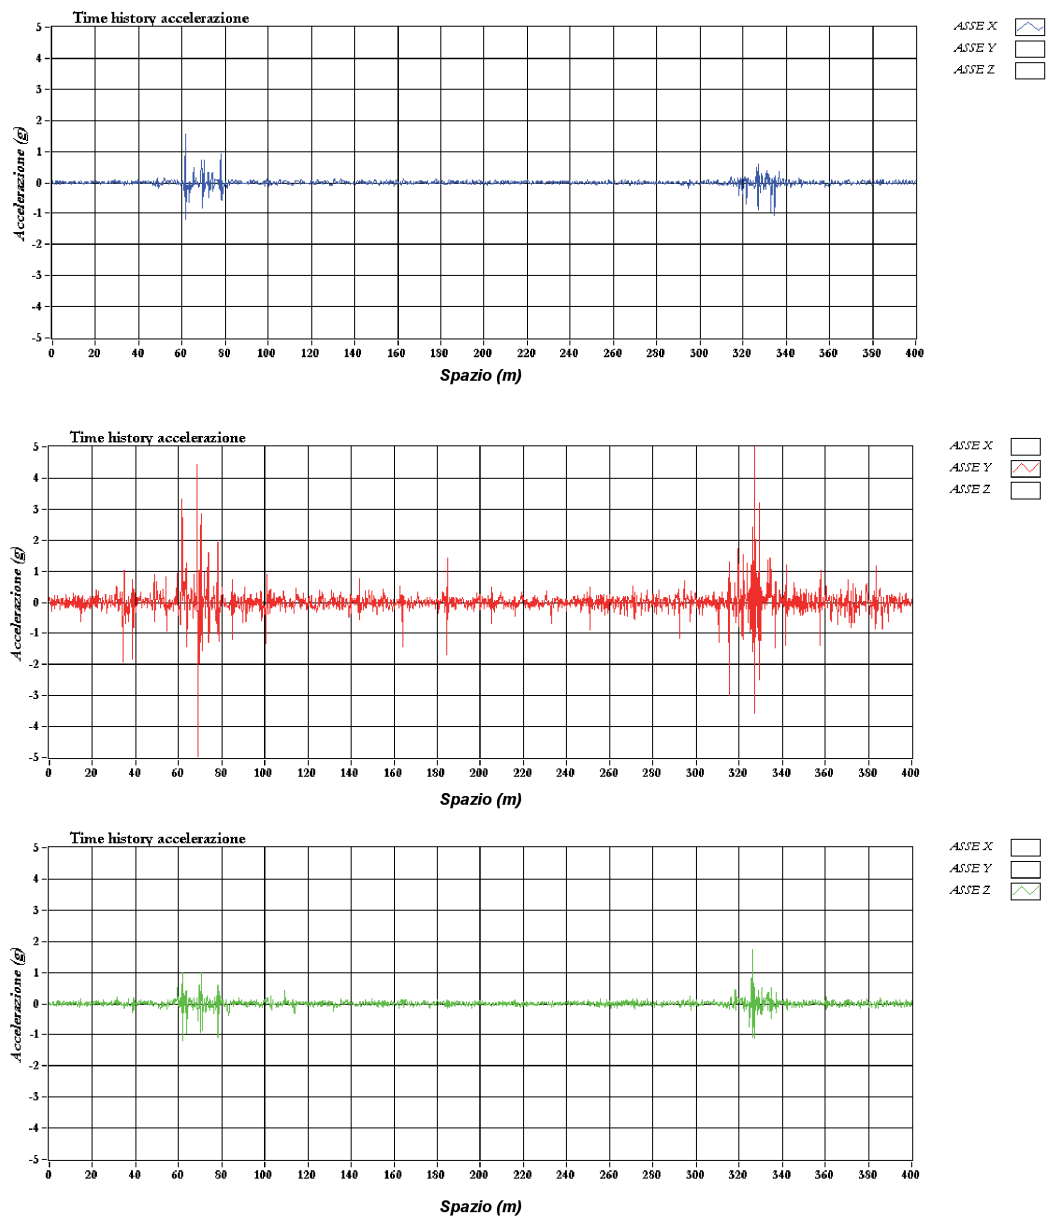 Time history accelerazione
ASSE X
ASSE Y
ASSE Z
Accelerazione (g)
5
4
3
2
1
0
-1
-2
-3
-4
-5
0 20 40 60 80 100 120 140 160 180 200 220 240 260 280 300 320 340 360 380 400
Spazio (m)
Time history accelerazione
ASSE X
ASSE Y
ASSE Z
Accelerazione (g)
5
4
3
2
1
0
-1
-2
-3
-4
-5
0 20 40 60 80 100 120 140 160 180 200 220 240 260 280 300 320 340 360 380 400
Spazio (m)
Time history accelerazione
ASSE X
ASSE Y
ASSE Z
Accelerazione (g)
5
4
3
2
1
0
-1
-2
-3
-4
-5
0 20 40 60 80 100 120 140 160 180 200 220 240 260 280 300 320 340 360 380 400
Spazio (m)